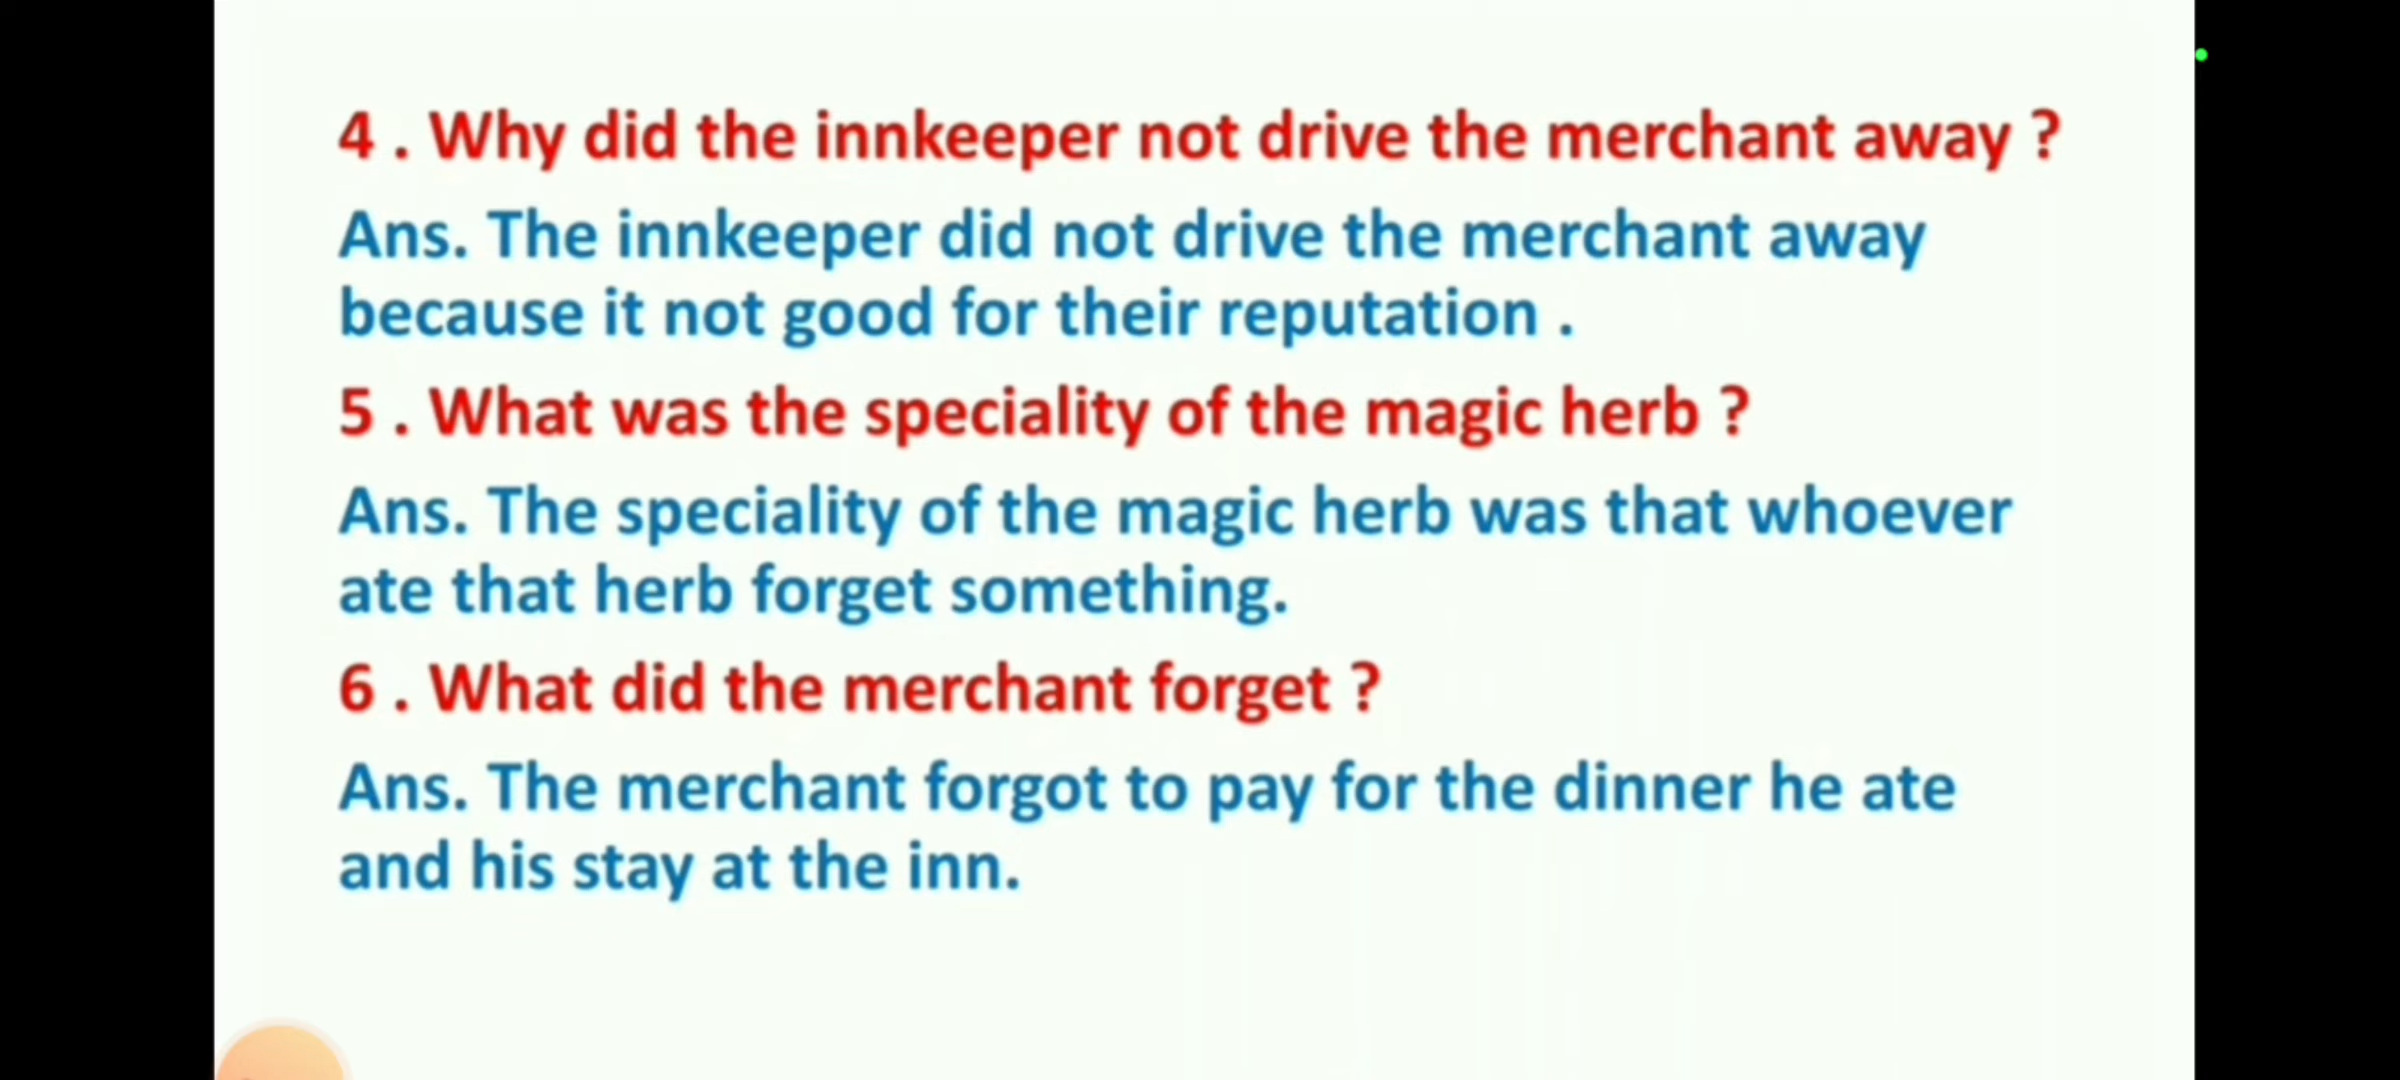 4 . Why did the innkeeper not drive the merchant away ?
Ans. The innkeeper did not drive the merchant away
because it not good for their reputation .
5 . What was the speciality of the magic herb ?
Ans. The speciality of the magic herb was that whoever
ate that herb forget something.
6 . What did the merchant forget ?
Ans. The merchant forgot to pay for the dinner he ate
and his stay at the inn.